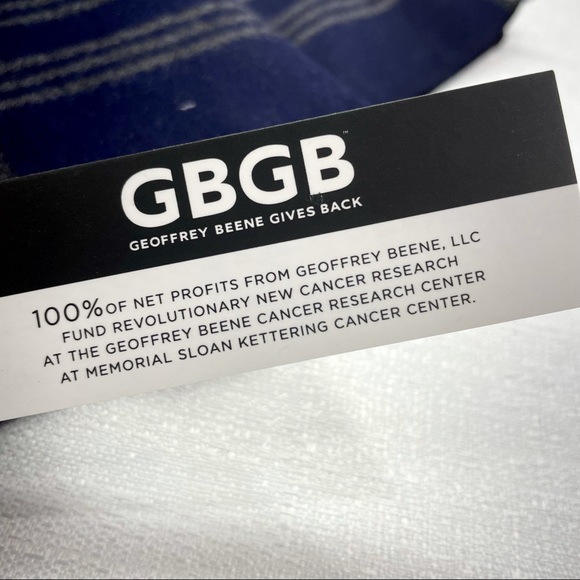 GBGB™
GEOFFREY BEENE GIVES BACK
100% OF NET PROFITS FROM GEOFFREY BEENE, LLC
FUND REVOLUTIONARY NEW CANCER RESEARCH
AT THE GEOFFREY BEENE CANCER RESEARCH CENTER
AT MEMORIAL SLOAN KETTERING CANCER CENTER.